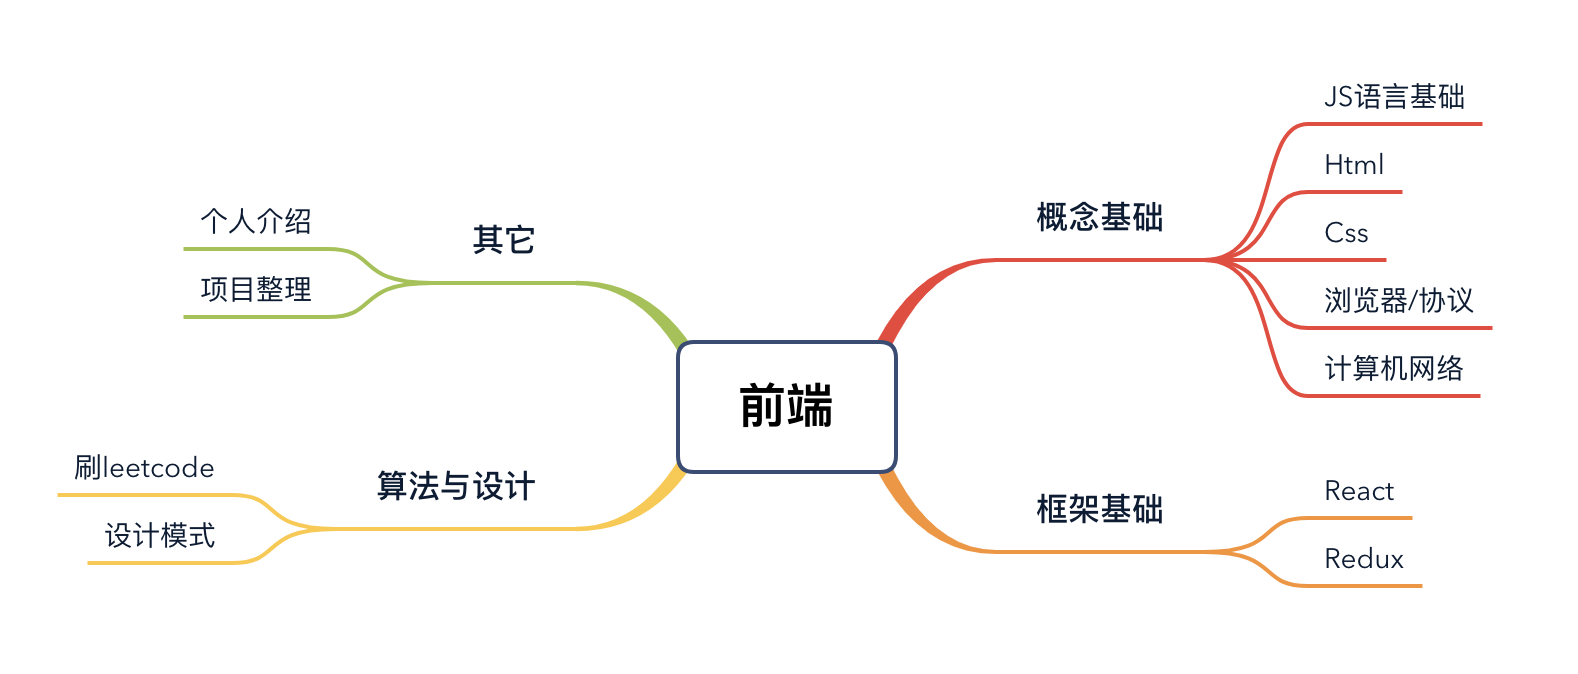 前端
概念基础
JS语言基础
Html
Css
浏览器/协议
计算机网络
框架基础
React
Redux
其它
个人介绍
项目整理
算法与设计
刷leetcode
设计模式